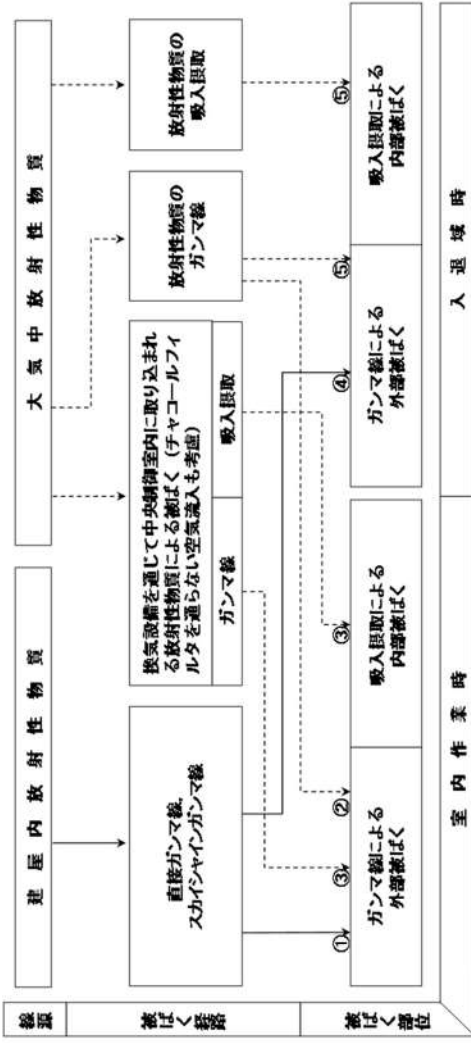 線源
建屋内放射性物質
大気中放射性物質
被ばく経路
直接ガンマ線,
スカイシャインガンマ線
換気設備を通じて中央制御室内に取り込まれ
る放射性物質による被ばく（チャコールフィ
ルタを通らない空気流入も考慮）
ガンマ線
吸入摂取
放射性物質の
ガンマ線
放射性物質の
吸入摂取
被ばく部位
①
③
②
③
④
⑤
⑤
ガンマ線による
外部被ばく
吸入摂取による
内部被ばく
ガンマ線による
外部被ばく
吸入摂取による
内部被ばく
室内作業時
入退域時